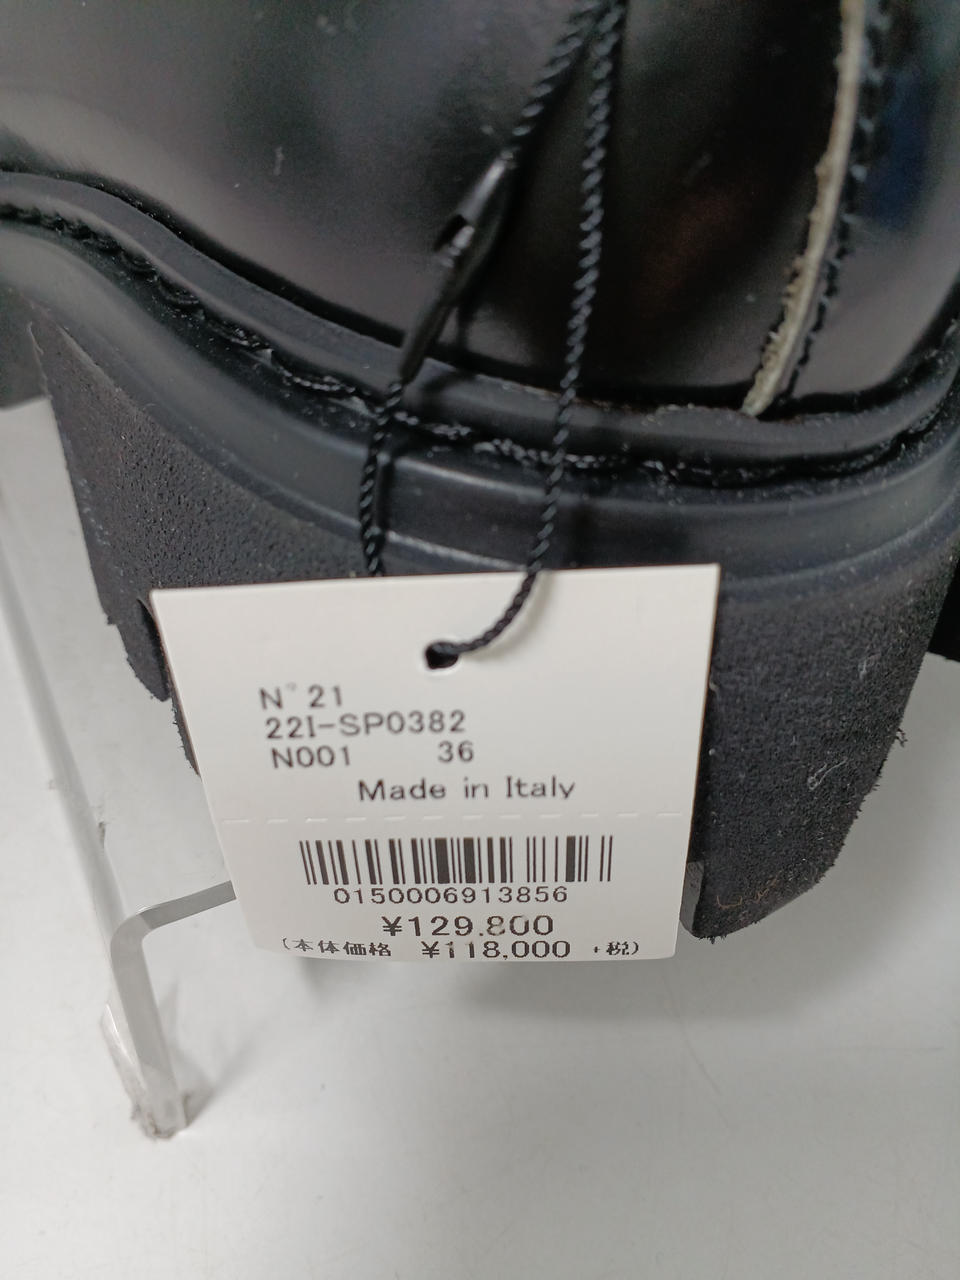 N°21
22I-SP0382
N001 36
Made in Italy
0150006913856
¥129.800
(本体価格 ¥118,000 +税)